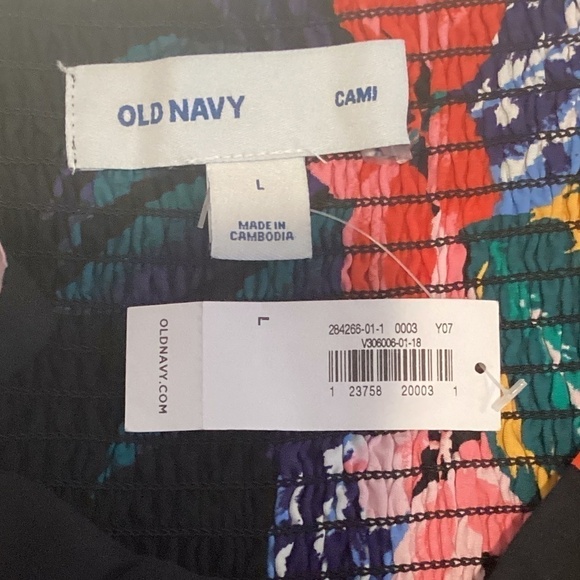 OLD NAVY CAMI
L
MADE IN
CAMBODIA
OLDNAVY.COM
L
284266-01-1 0003 Y07
V306006-01-18
1 23758 20003 1